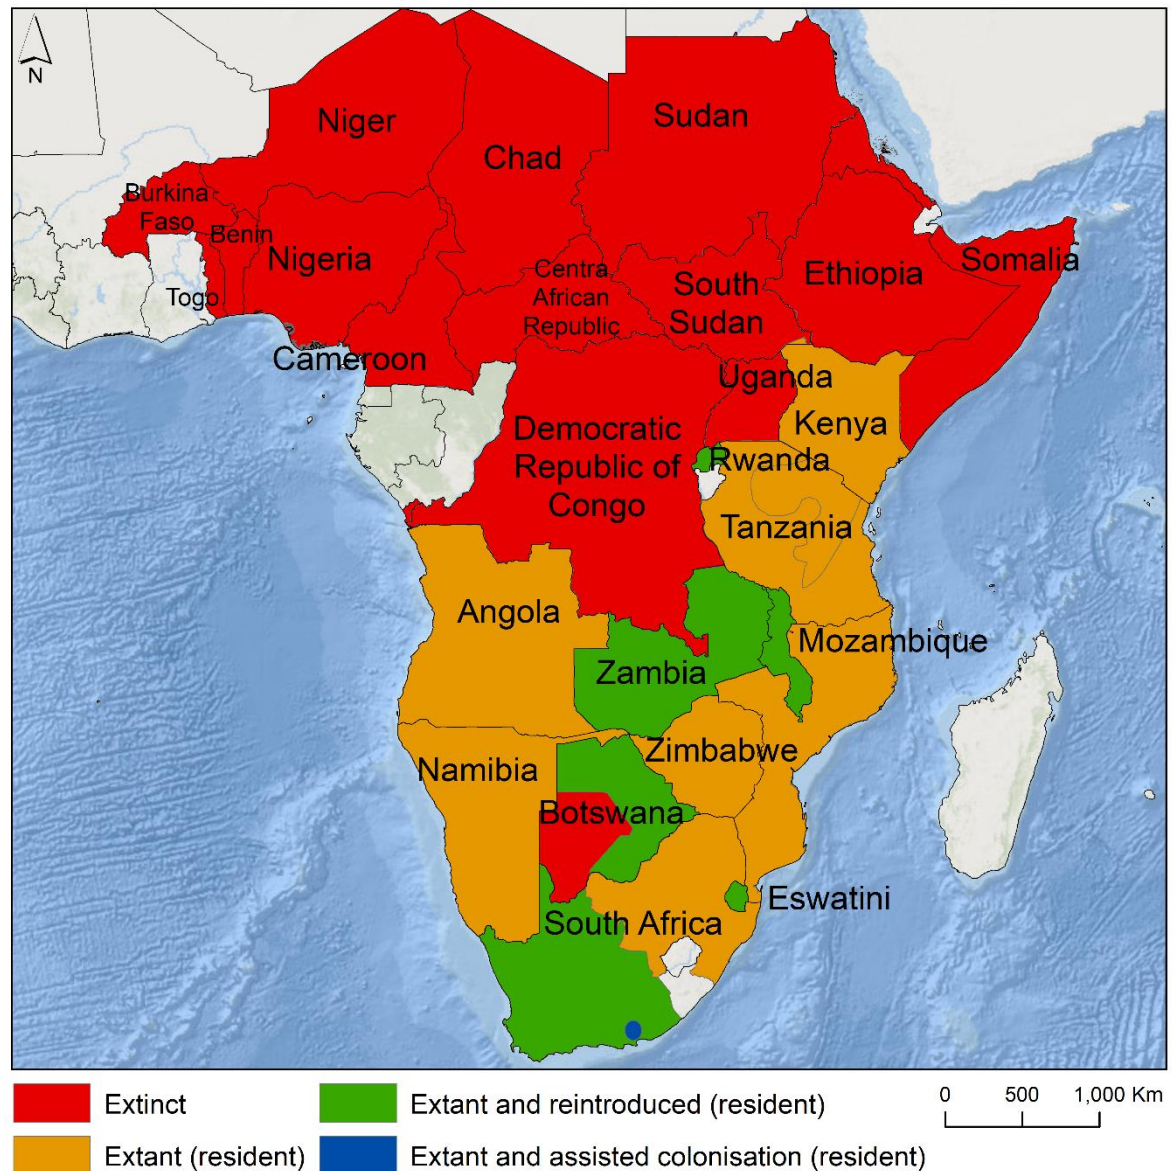 N
Niger
Chad
Sudan
Burkina
Faso
Benin
Nigeria
Togo
Centra
African
Republic
South
Sudan
Ethiopia
Somalia
Cameroon
Uganda
Kenya
Democratic
Republic of
Congo
Rwanda
Tanzania
Angola
Mozambique
Zambia
Zimbabwe
Namibia
Botswana
Eswatini
South Africa
Extinct
Extant and reintroduced (resident)
0 500 1,000 Km
Extant (resident)
Extant and assisted colonisation (resident)